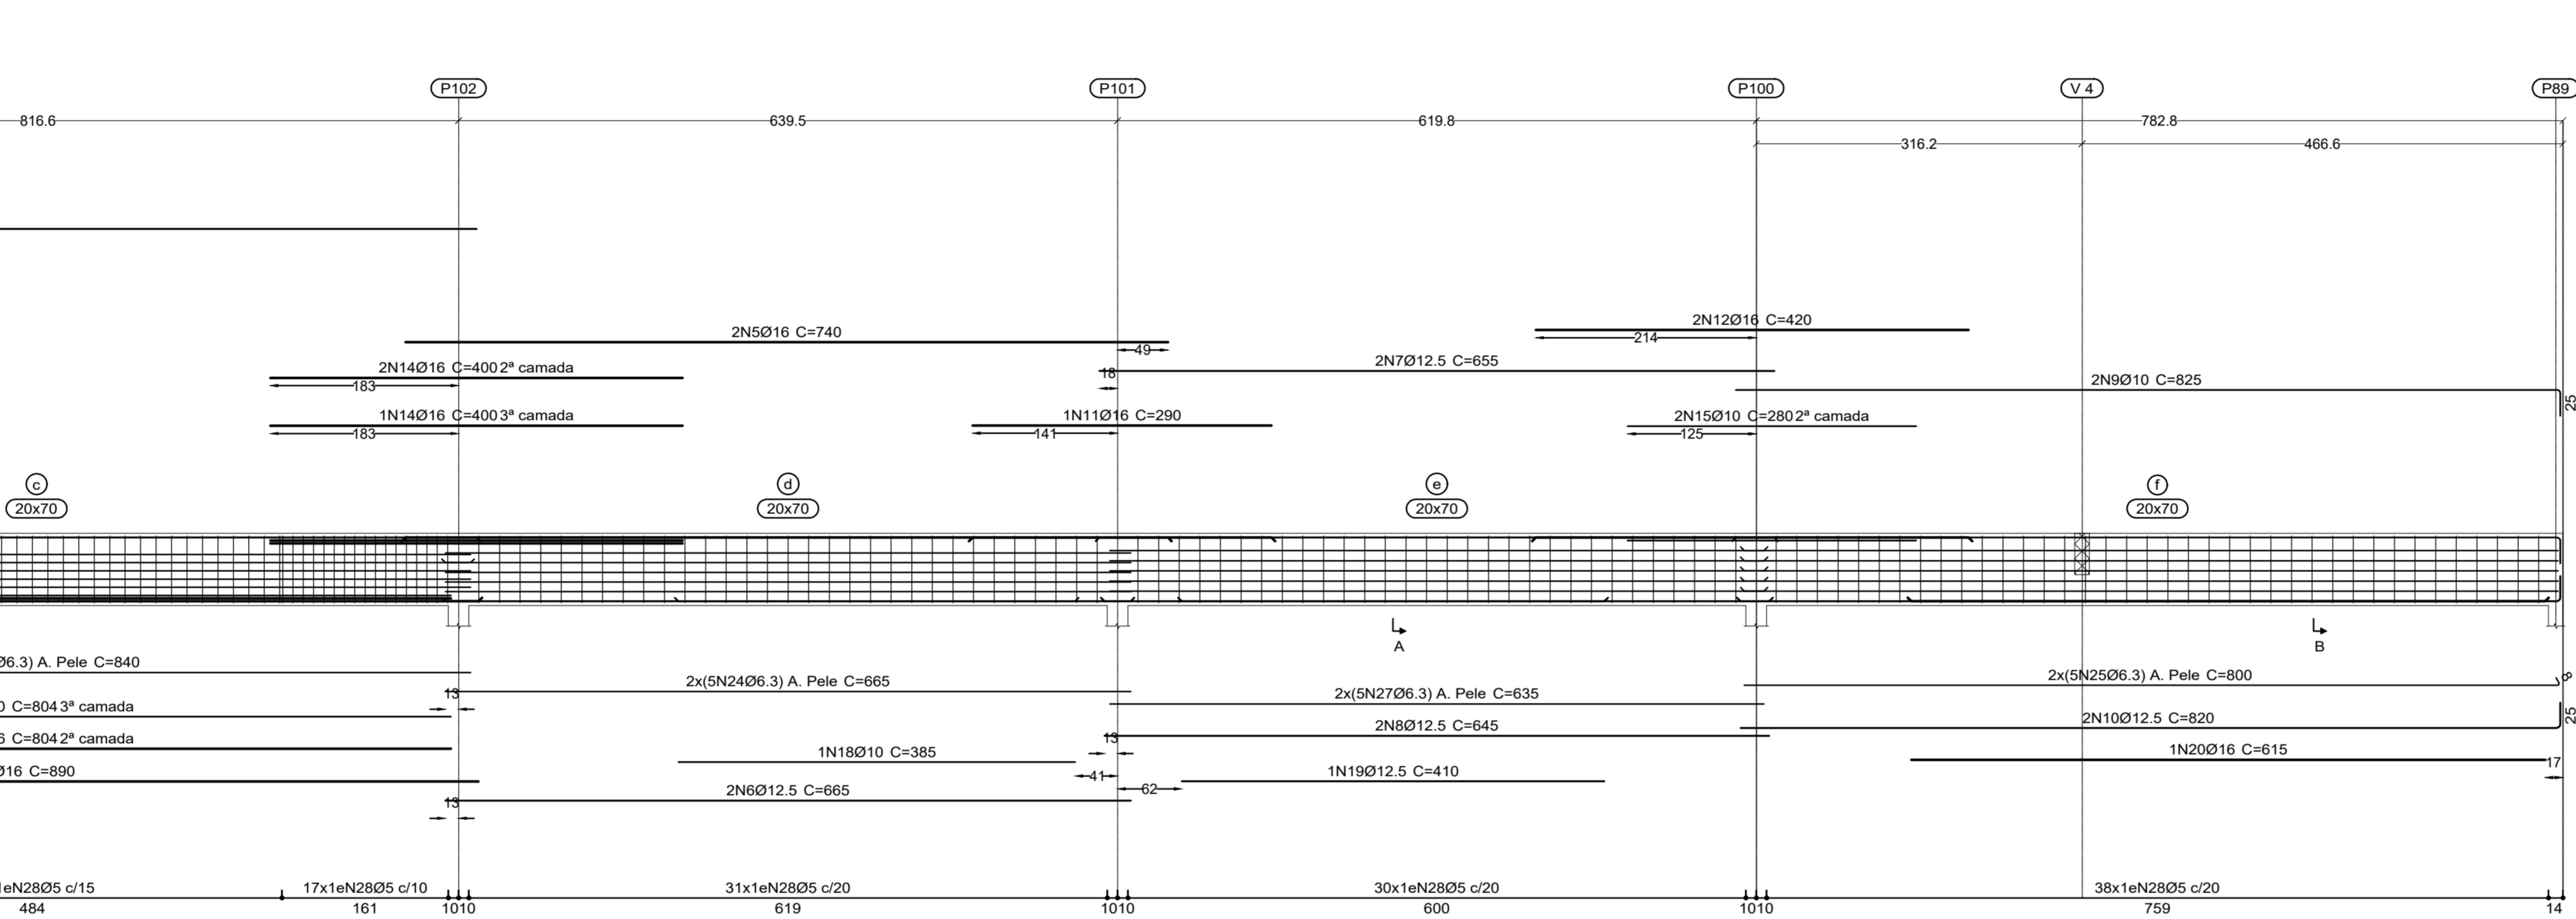 P102 P101 P100 V 4 P89
816.6 639.5 619.8 782.8
316.2 466.6
2N12Ø16 C=420
2N5Ø16 C=740
214
49
2N14Ø16 C=400 2ª camada
2N7Ø12.5 C=655
183
18
2N9Ø10 C=825
25
1N14Ø16 C=400 3ª camada
1N11Ø16 C=290
2N15Ø10 C=280 2ª camada
183
141
125
c d e f
20x70 20x70 20x70 20x70
A B
Ø6.3) A. Pele C=840
2x(5N24Ø6.3) A. Pele C=665
2x(5N27Ø6.3) A. Pele C=635
2x(5N25Ø6.3) A. Pele C=800
8
13
0 C=804 3ª camada
2N8Ø12.5 C=645
2N10Ø12.5 C=820
25
6 C=804 2ª camada
13
1N18Ø10 C=385
1N20Ø16 C=615
17
Ø16 C=890
41
1N19Ø12.5 C=410
62
2N6Ø12.5 C=665
13
1eN28Ø5 c/15 17x1eN28Ø5 c/10 31x1eN28Ø5 c/20 30x1eN28Ø5 c/20 38x1eN28Ø5 c/20
484 161 1010 619 1010 600 1010 759 14